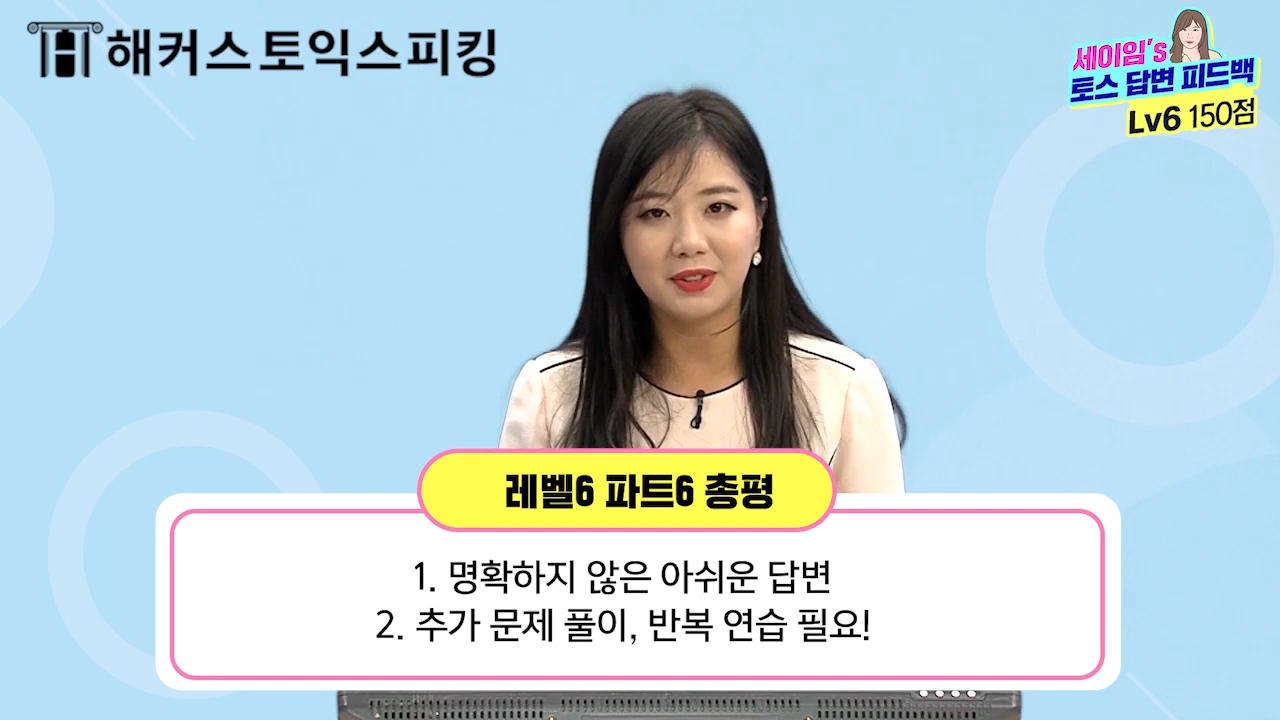 해커스 토익스피킹
세이임's
토스 답변 피드백
Lv6 150점
레벨6 파트6 총평
1. 명확하지 않은 아쉬운 답변
2. 추가 문제 풀이, 반복 연습 필요!